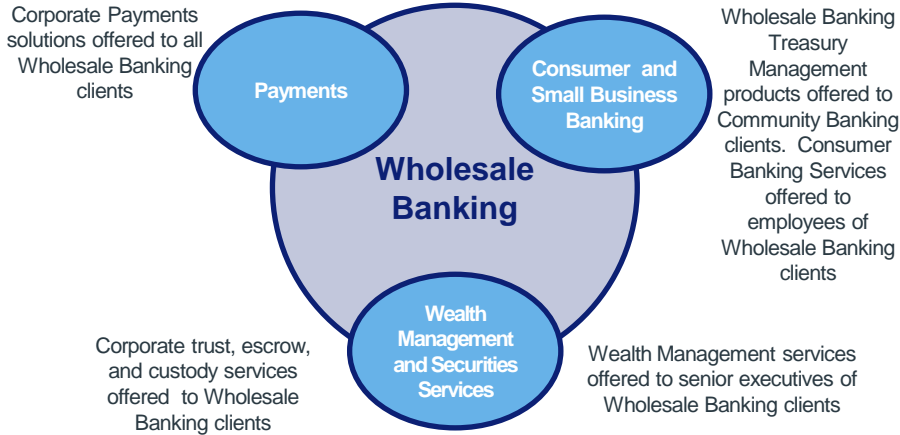 Corporate Payments
solutions offered to all
Wholesale Banking
clients
Payments
Consumer and
Small Business
Banking
Wholesale Banking
Treasury
Management
products offered to
Community Banking
clients. Consumer
Banking Services
offered to
employees of
Wholesale Banking
clients
Wholesale
Banking
Wealth
Management
and Securities
Services
Corporate trust, escrow,
and custody services
offered to Wholesale
Banking clients
Wealth Management services
offered to senior executives of
Wholesale Banking clients